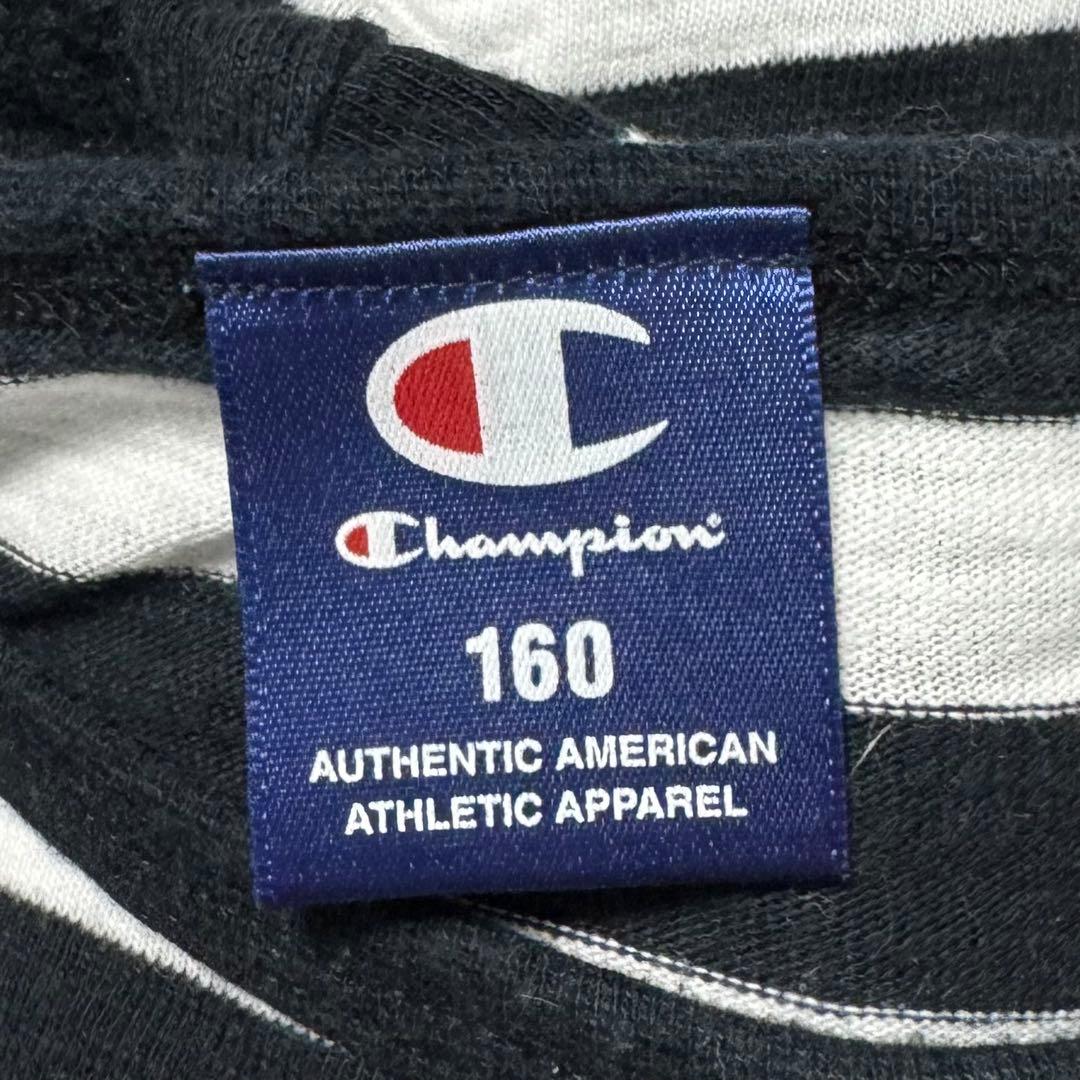 Champion
160
AUTHENTIC AMERICAN
ATHLETIC APPAREL